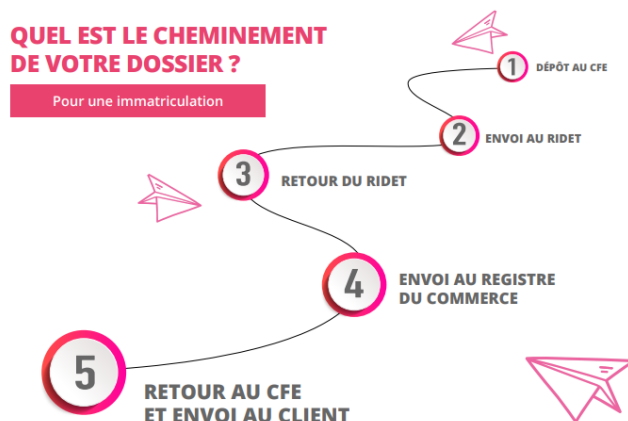 QUEL EST LE CHEMINEMENT
DE VOTRE DOSSIER ?
Pour une immatriculation
1 DÉPÔT AU CFE
2 ENVOI AU RIDET
3 RETOUR DU RIDET
4 ENVOI AU REGISTRE
DU COMMERCE
5 RETOUR AU CFE
ET ENVOI AU CLIENT